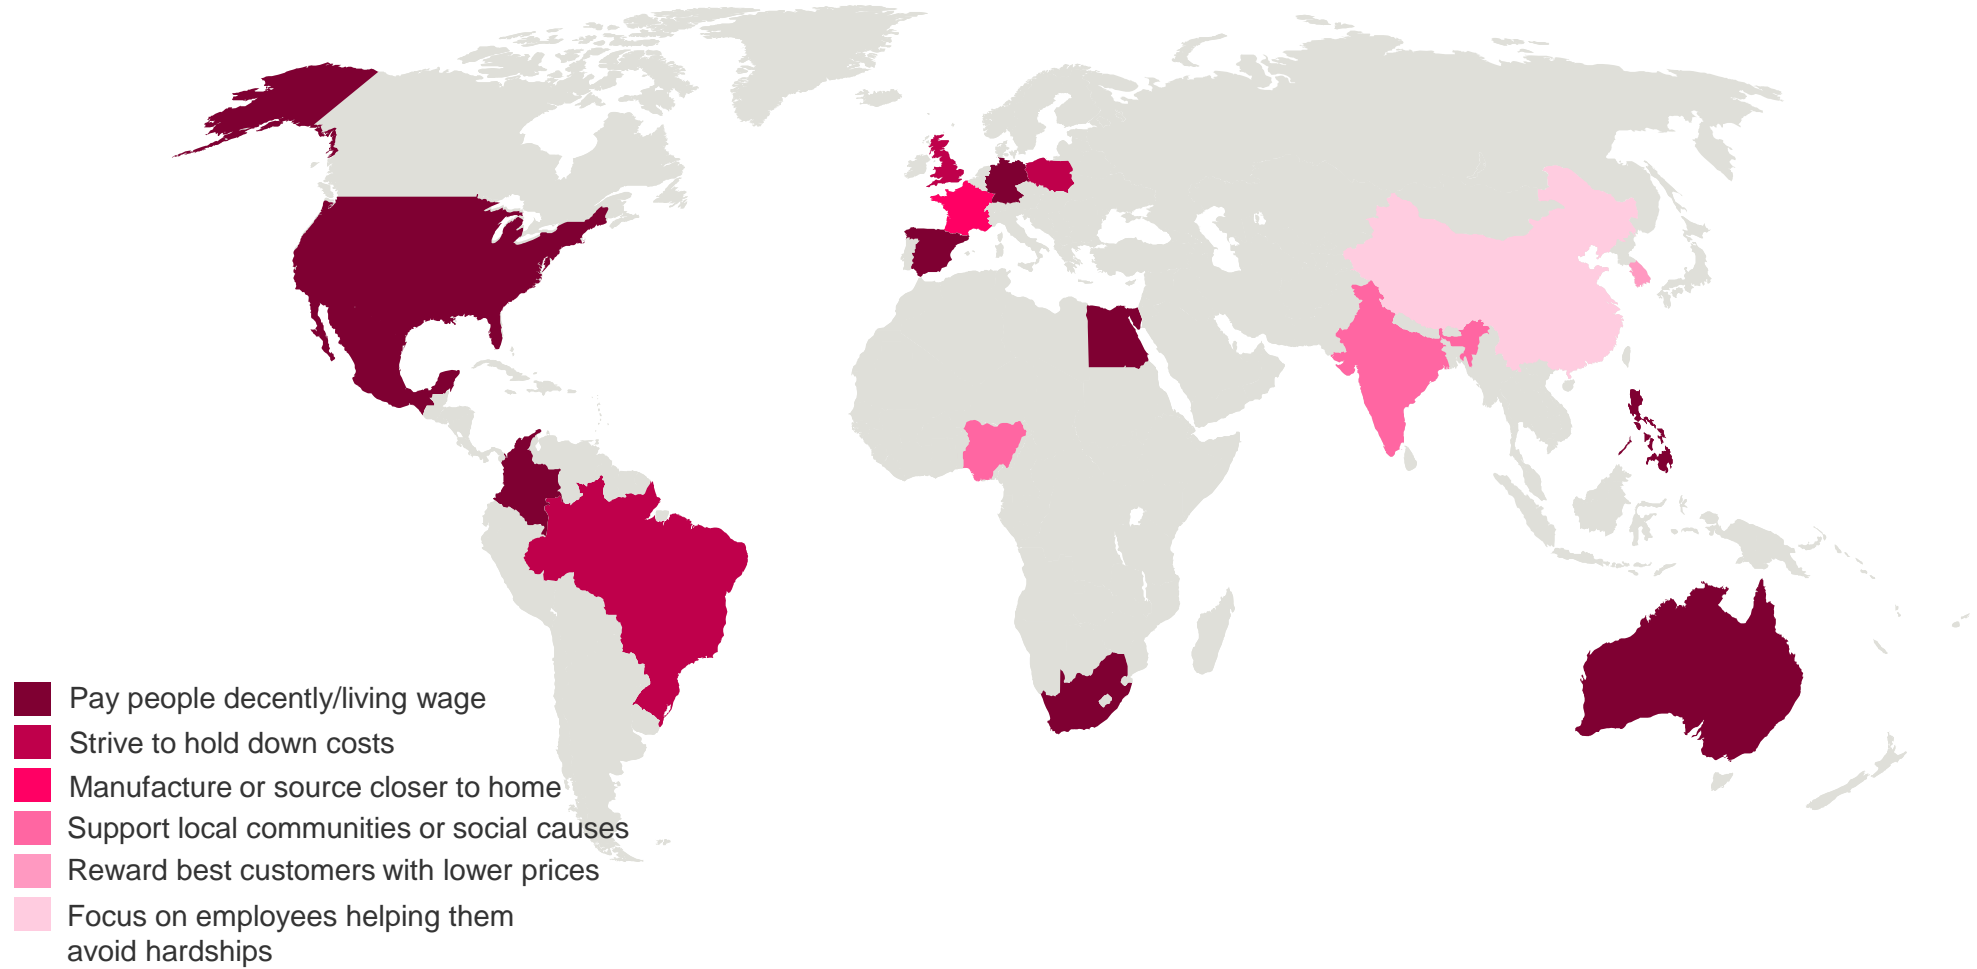 Pay people decently/living wage
Strive to hold down costs
Manufacture or source closer to home
Support local communities or social causes
Reward best customers with lower prices
Focus on employees helping them
avoid hardships